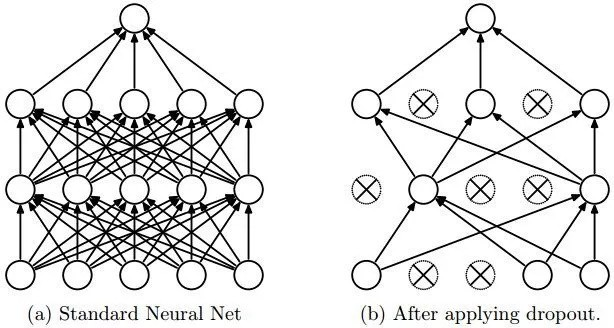 (a) Standard Neural Net
(b) After applying dropout.